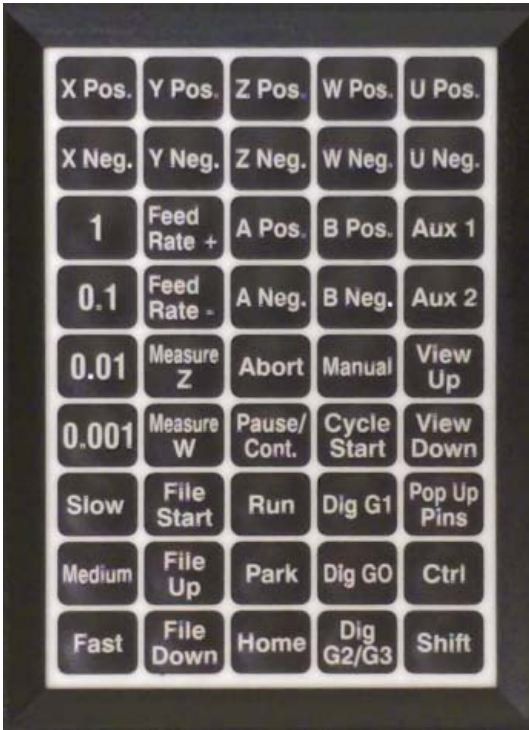 X Pos. Y Pos. Z Pos. W Pos. U Pos.
X Neg. Y Neg. Z Neg. W Neg. U Neg.
1 Feed Rate + A Pos. B Pos. Aux 1
0.1 Feed Rate - A Neg. B Neg. Aux 2
0.01 Measure Z Abort Manual View Up
0.001 Measure W Pause/Cont. Cycle Start View Down
Slow File Start Run Dig G1 Pop Up Pins
Medium File Up Park Dig GO Ctrl
Fast File Down Home Dig G2/G3 Shift